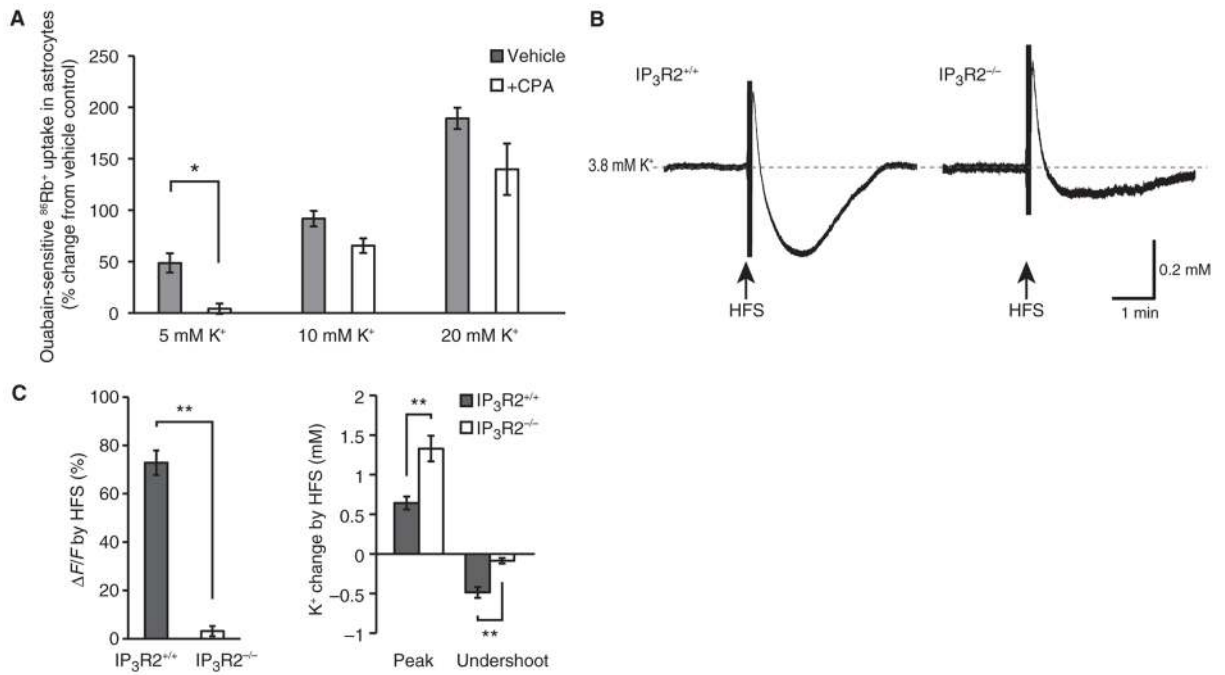 A
Ouabain-sensitive ⁸⁶Rb⁺ uptake in astrocytes
(% change from vehicle control)
250
200
150
100
50
0
Vehicle
+CPA
*
5 mM K⁺
10 mM K⁺
20 mM K⁺
B
IP₃R2⁺/⁺
IP₃R2⁻/⁻
3.8 mM K⁺
HFS
HFS
0.2 mM
1 min
C
ΔF/F by HFS (%)
100
80
60
40
20
0
**
IP₃R2⁺/⁺
IP₃R2⁻/⁻
K⁺ change by HFS (mM)
2
1.5
1
0.5
0
−0.5
−1
IP₃R2⁺/⁺
IP₃R2⁻/⁻
**
**
Peak
Undershoot